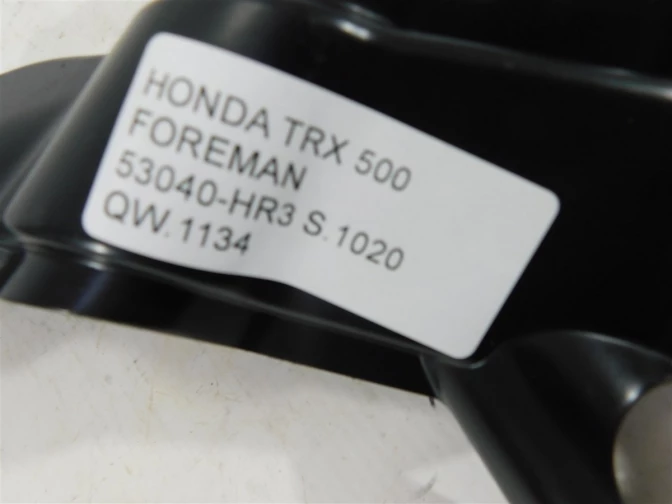 HONDA TRX 500
FOREMAN
53040-HR3 S.1020
QW.1134